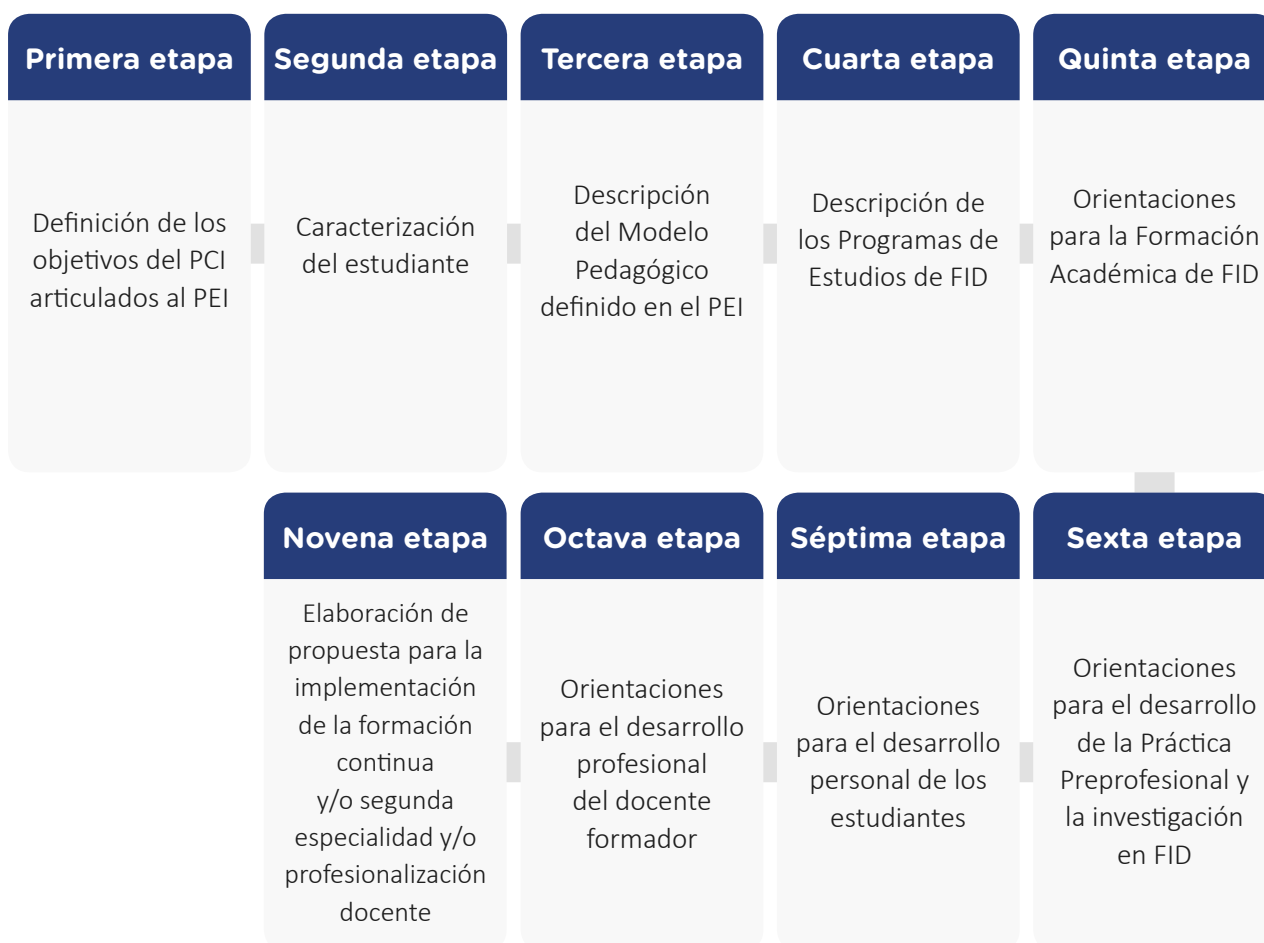 Primera etapa
Definición de los
objetivos del PCI
articulados al PEI
Segunda etapa
Caracterización
del estudiante
Tercera etapa
Descripción
del Modelo
Pedagógico
definido en el PEI
Cuarta etapa
Descripción de
los Programas de
Estudios de FID
Quinta etapa
Orientaciones
para la Formación
Académica de FID
Sexta etapa
Orientaciones
para el desarrollo
de la Práctica
Preprofesional y
la investigación
en FID
Séptima etapa
Orientaciones
para el desarrollo
personal de los
estudiantes
Octava etapa
Orientaciones
para el desarrollo
profesional
del docente
formador
Novena etapa
Elaboración de
propuesta para la
implementación
de la formación
continua
y/o segunda
especialidad y/o
profesionalización
docente